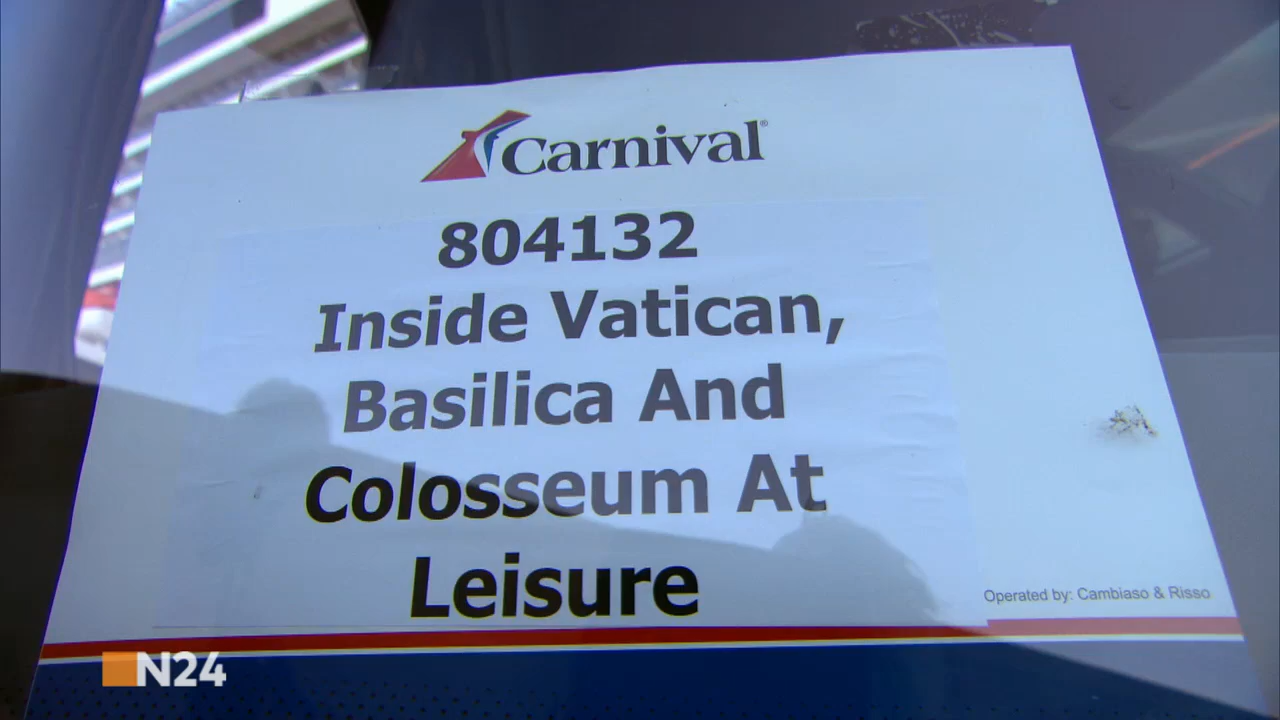 Carnival®
804132
Inside Vatican,
Basilica And
Colosseum At
Leisure
Operated by: Cambiaso & Risso
N24